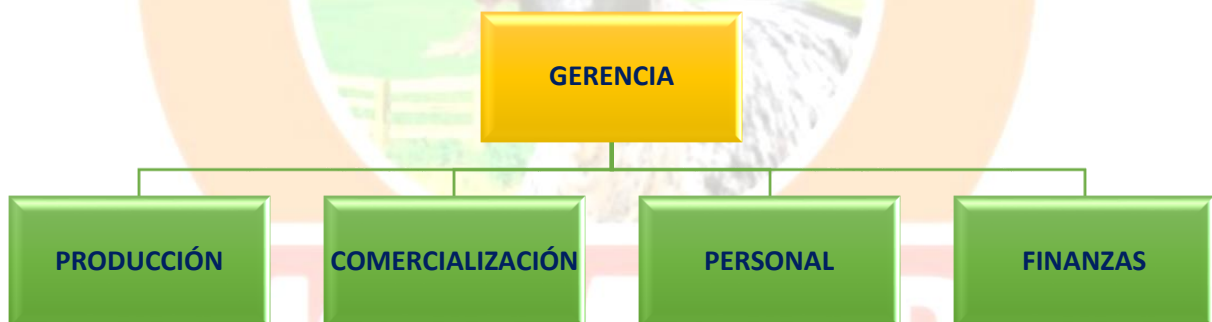 GERENCIA
PRODUCCIÓN
COMERCIALIZACIÓN
PERSONAL
FINANZAS